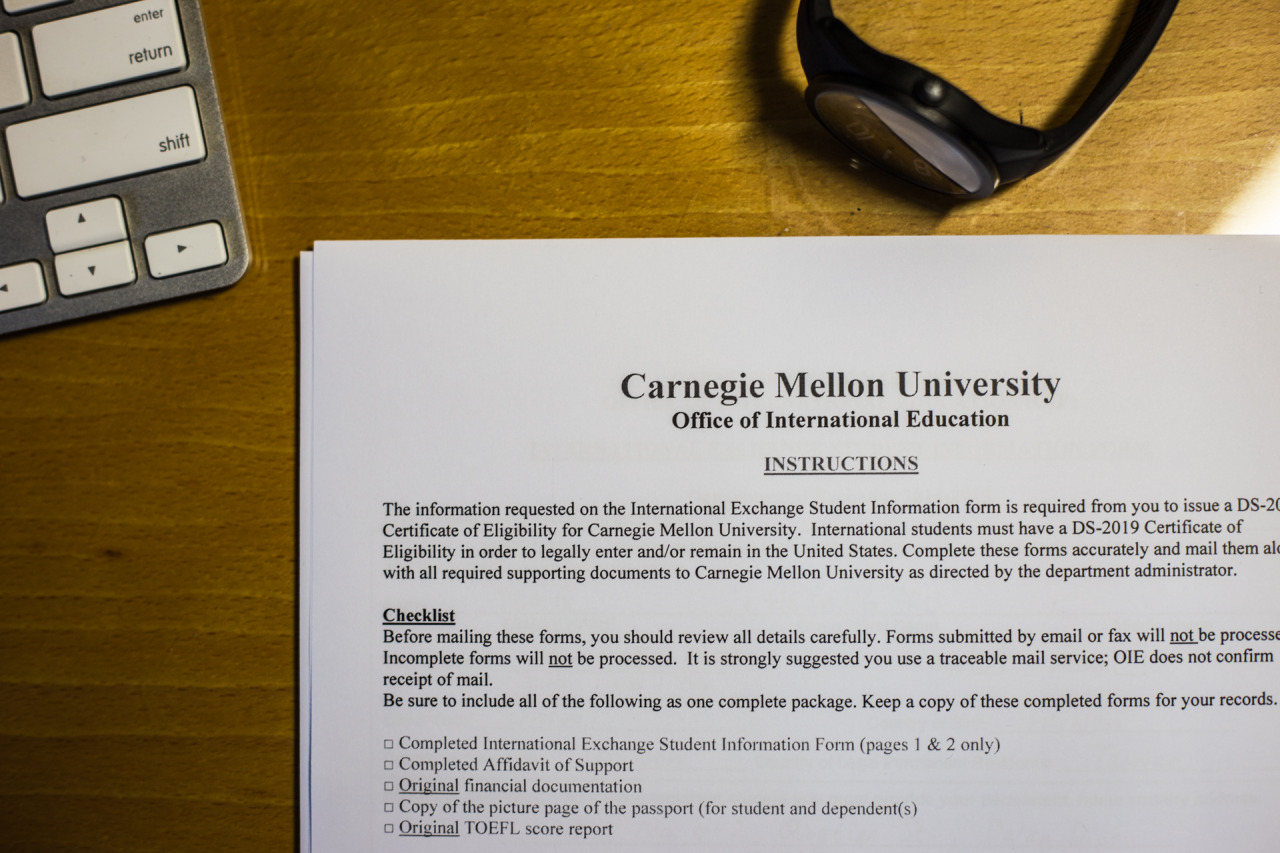 enter
return
shift
Carnegie Mellon University
Office of International Education
INSTRUCTIONS
The information requested on the International Exchange Student Information form is required from you to issue a DS-20
Certificate of Eligibility for Carnegie Mellon University.  International students must have a DS-2019 Certificate of
Eligibility in order to legally enter and/or remain in the United States. Complete these forms accurately and mail them
with all required supporting documents to Carnegie Mellon University as directed by the department administrator.
Checklist
Before mailing these forms, you should review all details carefully. Forms submitted by email or fax will not be processe
Incomplete forms will not be processed.  It is strongly suggested you use a traceable mail service; OIE does not confirm
receipt of mail.
Be sure to include all of the following as one complete package. Keep a copy of these completed forms for your records.
□ Completed International Exchange Student Information Form (pages 1 & 2 only)
□ Completed Affidavit of Support
□ Original financial documentation
□ Copy of the picture page of the passport (for student and dependent(s)
□ Original TOEFL score report